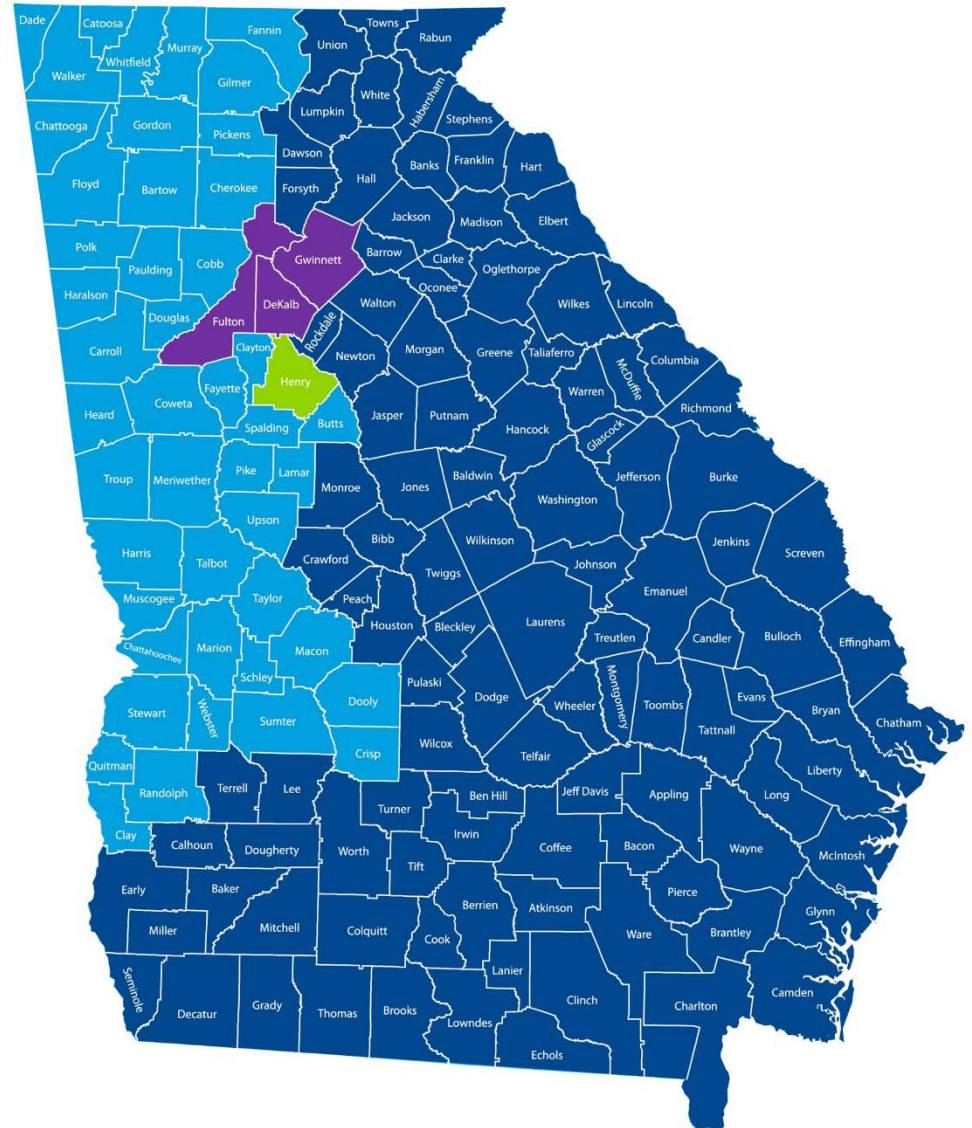 Dade
Catoosa
Fannin
Towns
Rabun
Union
Murray
Whitfield
Walker
Gilmer
White
Habersham
Lumpkin
Stephens
Chattooga
Gordon
Pickens
Dawson
Banks
Franklin
Hart
Hall
Floyd
Bartow
Cherokee
Forsyth
Jackson
Madison
Elbert
Polk
Cobb
Gwinnett
Barrow
Clarke
Oglethorpe
Paulding
Oconee
Haralson
DeKalb
Walton
Wilkes
Lincoln
Douglas
Fulton
Rockdale
Carroll
Clayton
Newton
Morgan
Greene
Taliaferro
Columbia
McDuffie
Henry
Fayette
Warren
Coweta
Heard
Jasper
Putnam
Richmond
Spalding
Butts
Hancock
Glascock
Pike
Lamar
Baldwin
Jefferson
Burke
Troup
Meriwether
Monroe
Jones
Washington
Upson
Bibb
Wilkinson
Jenkins
Harris
Talbot
Crawford
Johnson
Screven
Twiggs
Emanuel
Muscogee
Taylor
Peach
Houston
Bleckley
Laurens
Treutlen
Candler
Bulloch
Effingham
Chattahoochee
Marion
Macon
Schley
Pulaski
Montgomery
Dooly
Dodge
Wheeler
Toombs
Evans
Stewart
Webster
Sumter
Bryan
Chatham
Tattnall
Crisp
Wilcox
Telfair
Quitman
Liberty
Randolph
Terrell
Lee
Ben Hill
Jeff Davis
Appling
Long
Turner
Clay
Irwin
Calhoun
Dougherty
Worth
Coffee
Bacon
Wayne
McIntosh
Tift
Early
Baker
Pierce
Berrien
Atkinson
Glynn
Miller
Mitchell
Colquitt
Cook
Ware
Brantley
Lanier
Seminole
Camden
Clinch
Charlton
Decatur
Grady
Thomas
Brooks
Lowndes
Echols